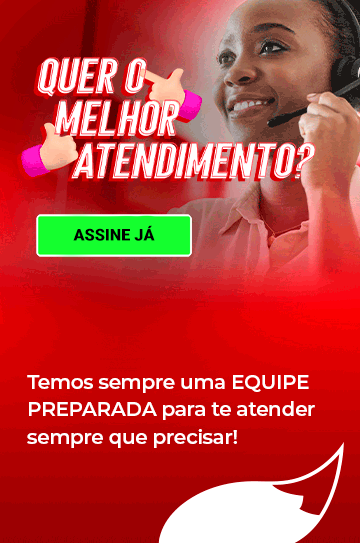 QUER O
MELHOR
ATENDIMENTO?
ASSINE JÁ
Temos sempre uma EQUIPE
PREPARADA para te atender
sempre que precisar!